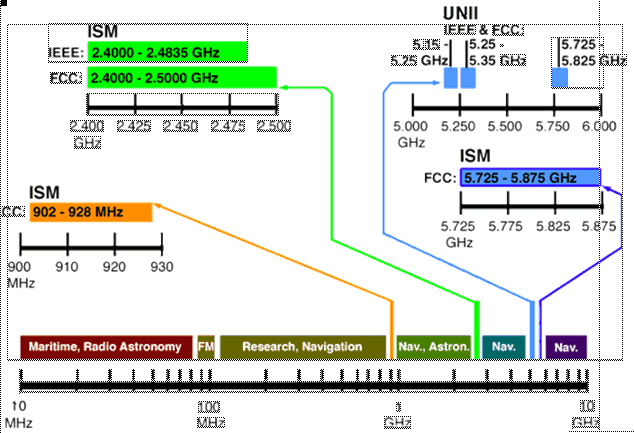 ISM
IEEE: 2.4000 - 2.4835 GHz
FCC: 2.4000 - 2.5000 GHz
2.400 2.425 2.450 2.475 2.500
GHz
UNII
IEEE & FCC:
5.15 - 5.25 - 5.725 -
5.25 GHz 5.35 GHz 5.825 GHz
5.000 5.250 5.500 5.750 6.000
GHz
ISM
FCC: 5.725 - 5.875 GHz
5.725 5.775 5.825 5.875
GHz
ISM
902 - 928 MHz
900 910 920 930
MHz
Maritime, Radio Astronomy FM Research, Navigation Nav., Astron. Nav. Nav.
10 100 1 10
MHz MHz GHz GHz